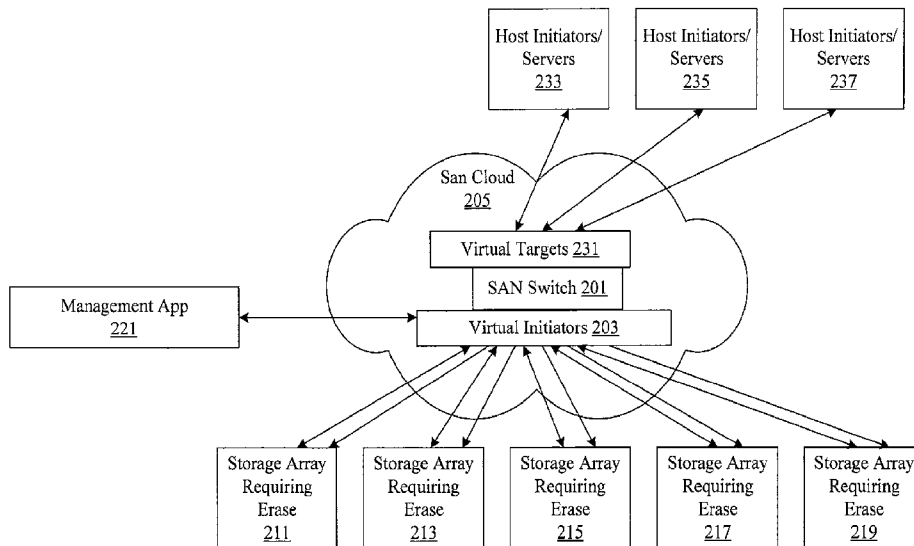 Host Initiators/
Servers
233
Host Initiators/
Servers
235
Host Initiators/
Servers
237
San Cloud
205
Virtual Targets 231
SAN Switch 201
Virtual Initiators 203
Management App
221
Storage Array
Requiring
Erase
211
Storage Array
Requiring
Erase
213
Storage Array
Requiring
Erase
215
Storage Array
Requiring
Erase
217
Storage Array
Requiring
Erase
219